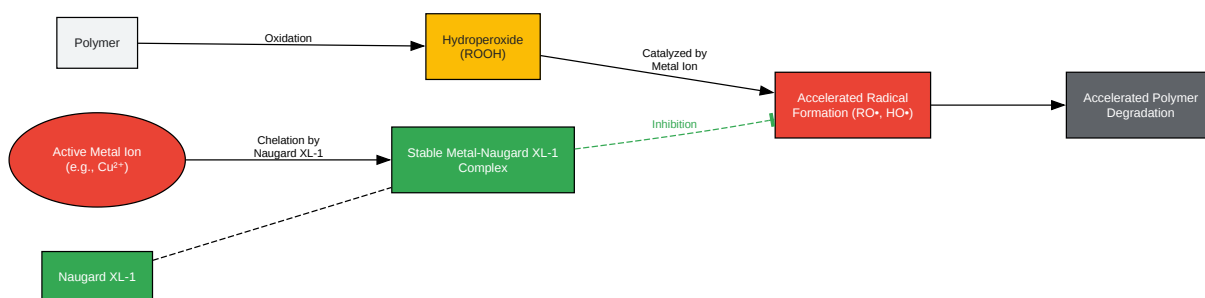 Polymer
Oxidation
Hydroperoxide
(ROOH)
Catalyzed by
Metal Ion
Accelerated Radical
Formation (RO•, HO•)
Accelerated Polymer
Degradation
Active Metal Ion
(e.g., Cu²⁺)
Chelation by
Naugard XL-1
Stable Metal-Naugard XL-1
Complex
Inhibition
Naugard XL-1